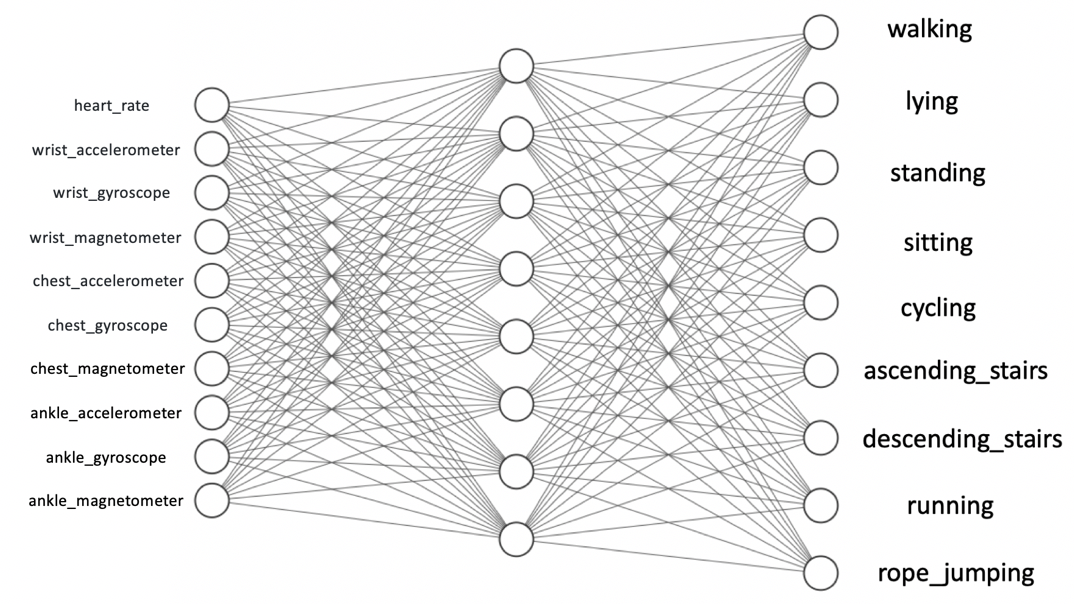 heart_rate
wrist_accelerometer
wrist_gyroscope
wrist_magnetometer
chest_accelerometer
chest_gyroscope
chest_magnetometer
ankle_accelerometer
ankle_gyroscope
ankle_magnetometer
walking
lying
standing
sitting
cycling
ascending_stairs
descending_stairs
running
rope_jumping